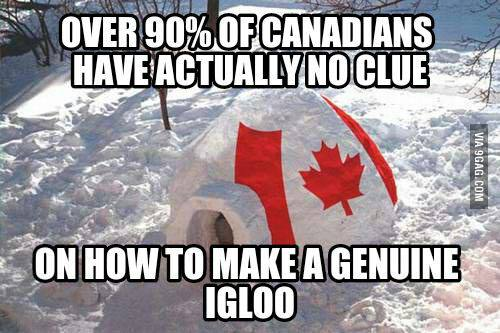 OVER 90% OF CANADIANS
HAVE ACTUALLY NO CLUE
VIA 9GAG.COM
ON HOW TO MAKE A GENUINE
IGLOO